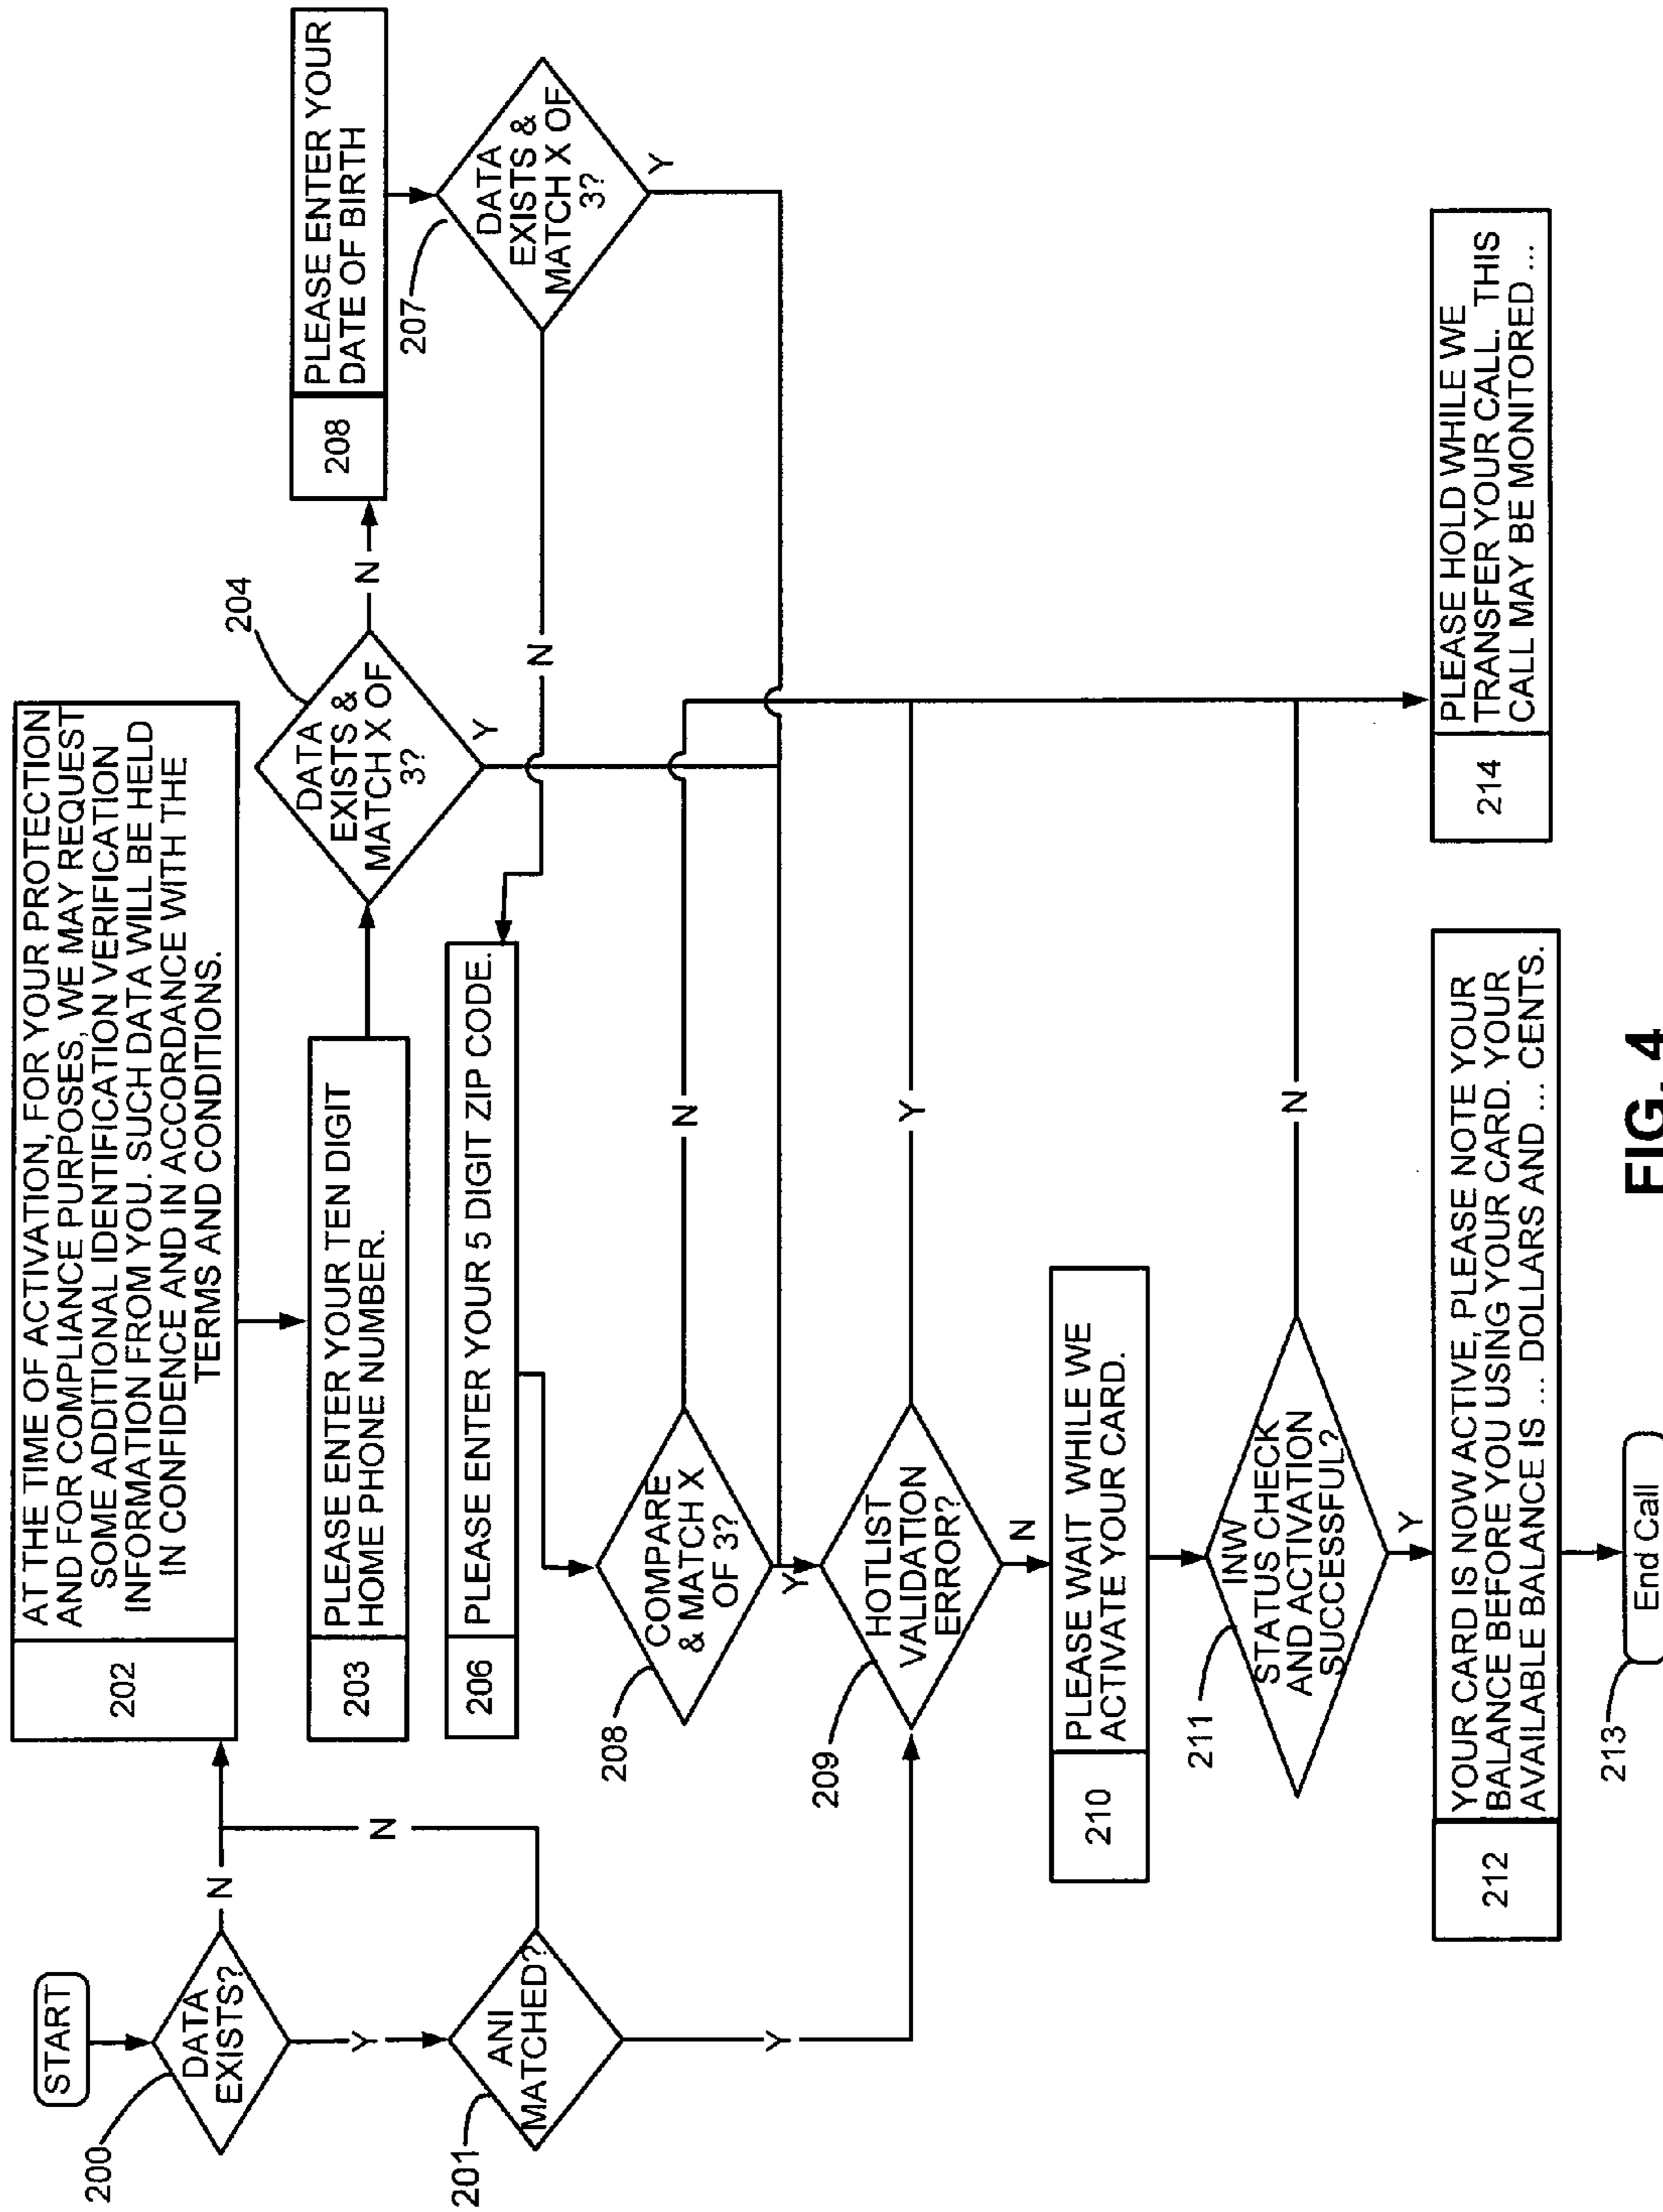 START
200
DATA
EXISTS?
N
Y
201
ANI
MATCHED?
N
Y
202
AT THE TIME OF ACTIVATION, FOR YOUR PROTECTION
AND FOR COMPLIANCE PURPOSES, WE MAY REQUEST
SOME ADDITIONAL IDENTIFICATION VERIFICATION
INFORMATION FROM YOU. SUCH DATA WILL BE HELD
IN CONFIDENCE AND IN ACCORDANCE WITH THE
TERMS AND CONDITIONS.
203
PLEASE ENTER YOUR TEN DIGIT
HOME PHONE NUMBER.
204
DATA
EXISTS &
MATCH X OF
3?
N
Y
208
PLEASE ENTER YOUR
DATE OF BIRTH
207
DATA
EXISTS &
MATCH X OF
3?
N
Y
206
PLEASE ENTER YOUR 5 DIGIT ZIP CODE.
208
COMPARE
& MATCH X
OF 3?
N
Y
209
HOTLIST
VALIDATION
ERROR?
Y
N
210
PLEASE WAIT WHILE WE
ACTIVATE YOUR CARD.
211
INW
STATUS CHECK
AND ACTIVATION
SUCCESSFUL?
N
Y
212
YOUR CARD IS NOW ACTIVE, PLEASE NOTE YOUR
BALANCE BEFORE YOU USING YOUR CARD. YOUR
AVAILABLE BALANCE IS ... DOLLARS AND ... CENTS.
214
PLEASE HOLD WHILE WE
TRANSFER YOUR CALL. THIS
CALL MAY BE MONITORED ...
213
End Call
FIG. 4